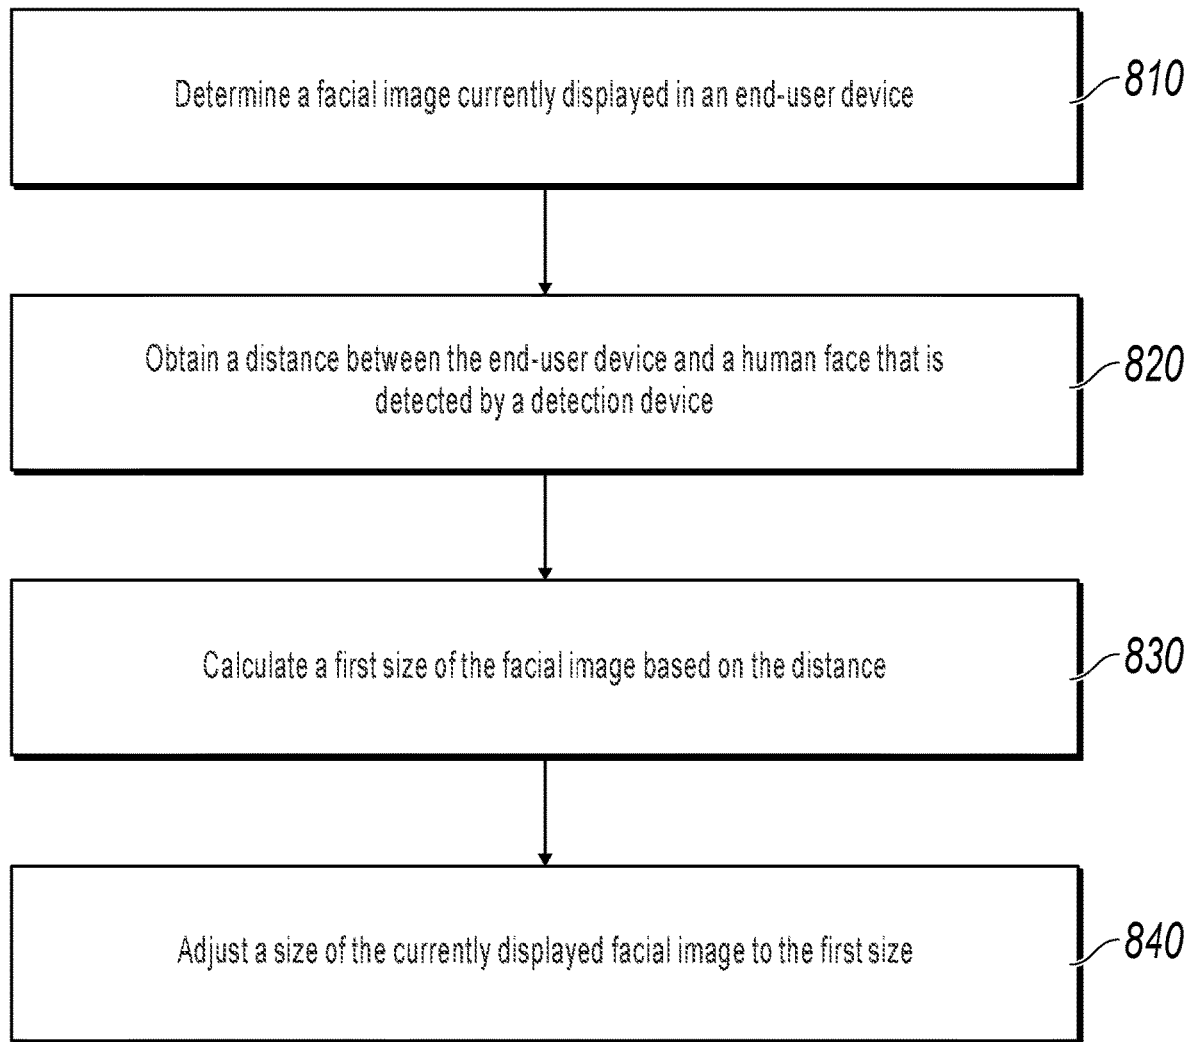 Determine a facial image currently displayed in an end-user device
810
Obtain a distance between the end-user device and a human face that is
detected by a detection device
820
Calculate a first size of the facial image based on the distance
830
Adjust a size of the currently displayed facial image to the first size
840